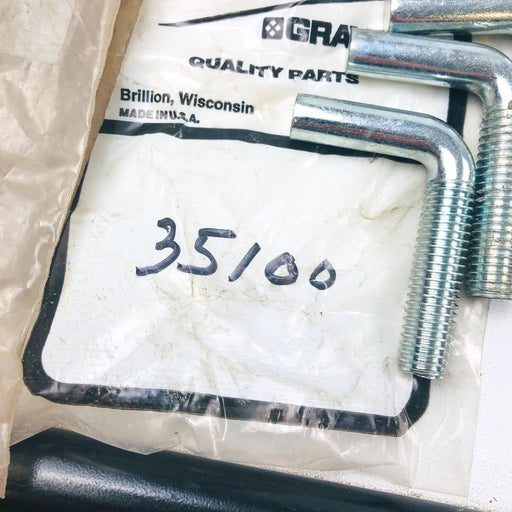 GRA
QUALITY PARTS
Brillion, Wisconsin
MADE IN U.S.A.
35100